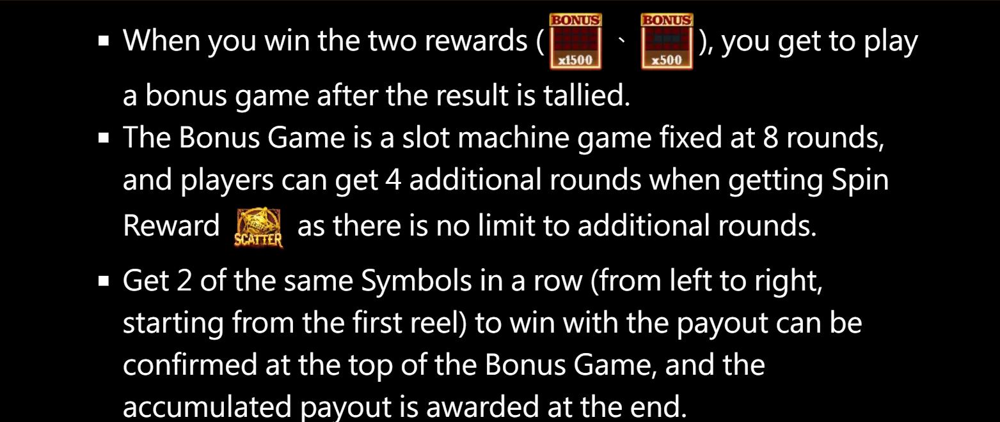 ▪ When you win the two rewards ( BONUS x1500 、 BONUS x500 ), you get to play
a bonus game after the result is tallied.
▪ The Bonus Game is a slot machine game fixed at 8 rounds,
and players can get 4 additional rounds when getting Spin
Reward SCATTER as there is no limit to additional rounds.
▪ Get 2 of the same Symbols in a row (from left to right,
starting from the first reel) to win with the payout can be
confirmed at the top of the Bonus Game, and the
accumulated payout is awarded at the end.